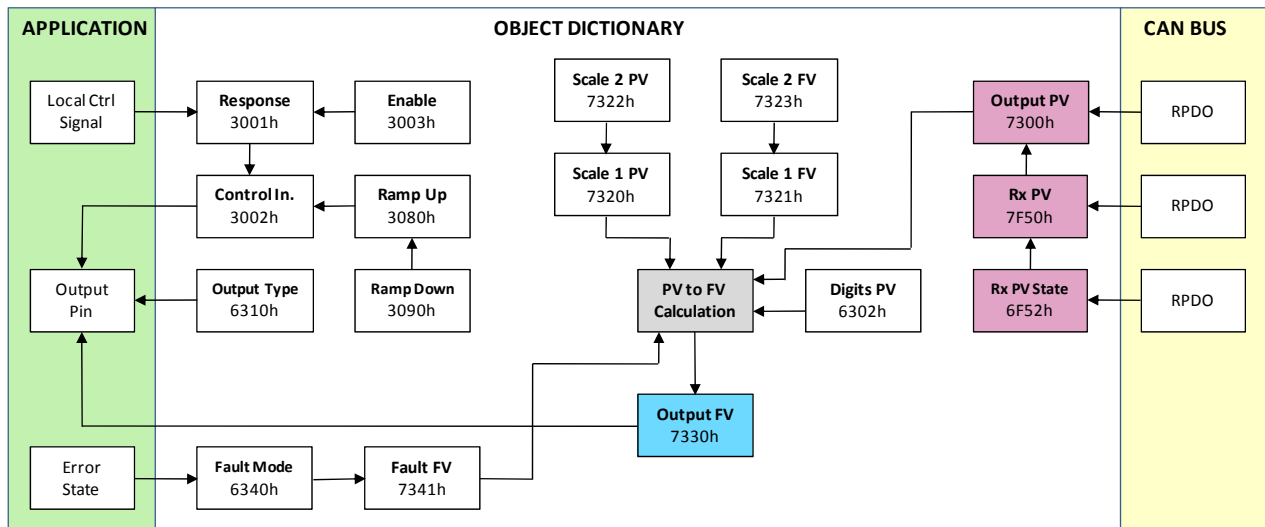 APPLICATION
OBJECT DICTIONARY
CAN BUS
Local Ctrl
Signal
Response
3001h
Enable
3003h
Scale 2 PV
7322h
Scale 2 FV
7323h
Output PV
7300h
RPDO
Control In.
3002h
Ramp Up
3080h
Scale 1 PV
7320h
Scale 1 FV
7321h
Rx PV
7F50h
RPDO
Output
Pin
Output Type
6310h
Ramp Down
3090h
PV to FV
Calculation
Digits PV
6302h
Rx PV State
6F52h
RPDO
Output FV
7330h
Error
State
Fault Mode
6340h
Fault FV
7341h